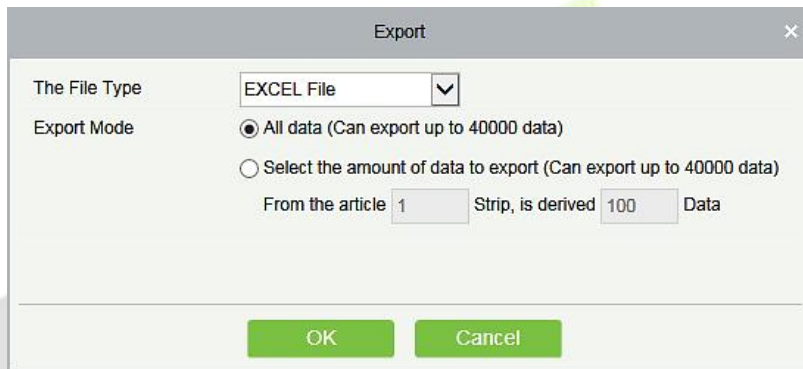 Export
The File Type EXCEL File
Export Mode All data (Can export up to 40000 data)
Select the amount of data to export (Can export up to 40000 data)
From the article 1 Strip, is derived 100 Data
OK Cancel